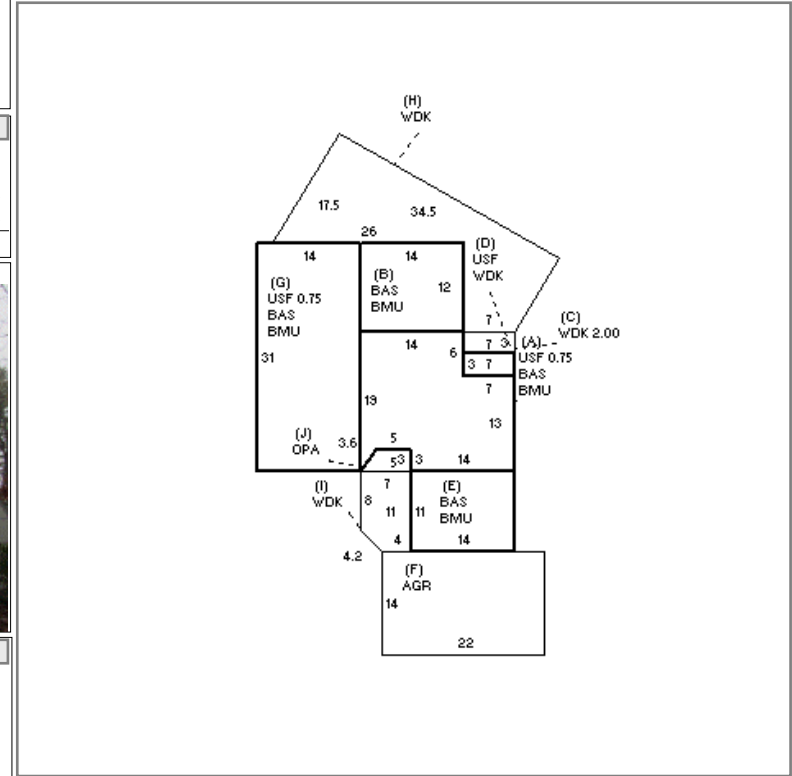 (H)
WDK
17.5
34.5
26
14
14
(D)
USF
WDK
(G)
USF 0.75
BAS
BMU
(B)
BAS
BMU
12
7
(C)
WDK 2.00
14
7 3
6
(A)
USF 0.75
BAS
BMU
3 7
31
7
19
13
(J)
OPA
3.6
5
5 3
3
14
(I)
WDK
7
8
11
11
(E)
BAS
BMU
4
14
4.2
(F)
AGR
14
22